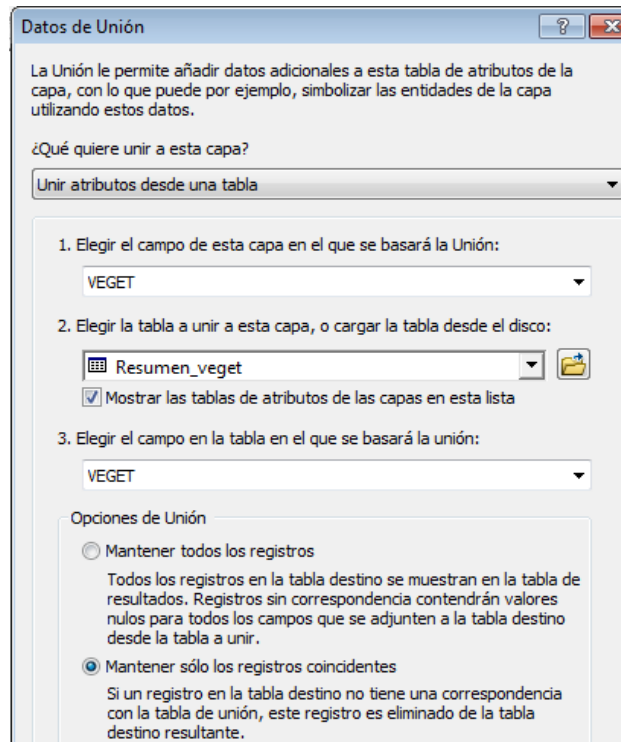 Datos de Unión
La Unión le permite añadir datos adicionales a esta tabla de atributos de la
capa, con lo que puede por ejemplo, simbolizar las entidades de la capa
utilizando estos datos.
¿Qué quiere unir a esta capa?
Unir atributos desde una tabla
1. Elegir el campo de esta capa en el que se basará la Unión:
VEGET
2. Elegir la tabla a unir a esta capa, o cargar la tabla desde el disco:
Resumen_veget
Mostrar las tablas de atributos de las capas en esta lista
3. Elegir el campo en la tabla en el que se basará la unión:
VEGET
Opciones de Unión
Mantener todos los registros
Todos los registros en la tabla destino se muestran en la tabla de
resultados. Registros sin correspondencia contendrán valores
nulos para todos los campos que se adjunten a la tabla destino
desde la tabla a unir.
Mantener sólo los registros coincidentes
Si un registro en la tabla destino no tiene una correspondencia
con la tabla de unión, este registro es eliminado de la tabla
destino resultante.